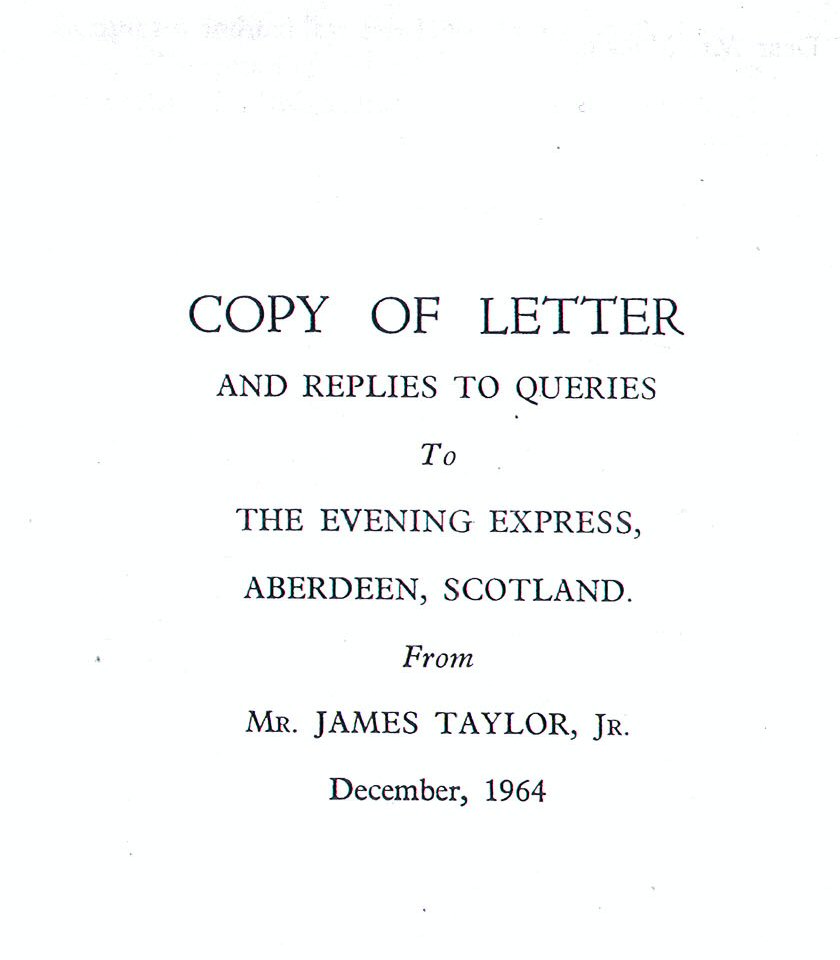 COPY OF LETTER
AND REPLIES TO QUERIES
To
THE EVENING EXPRESS,
ABERDEEN, SCOTLAND.
From
MR. JAMES TAYLOR, JR.
December, 1964